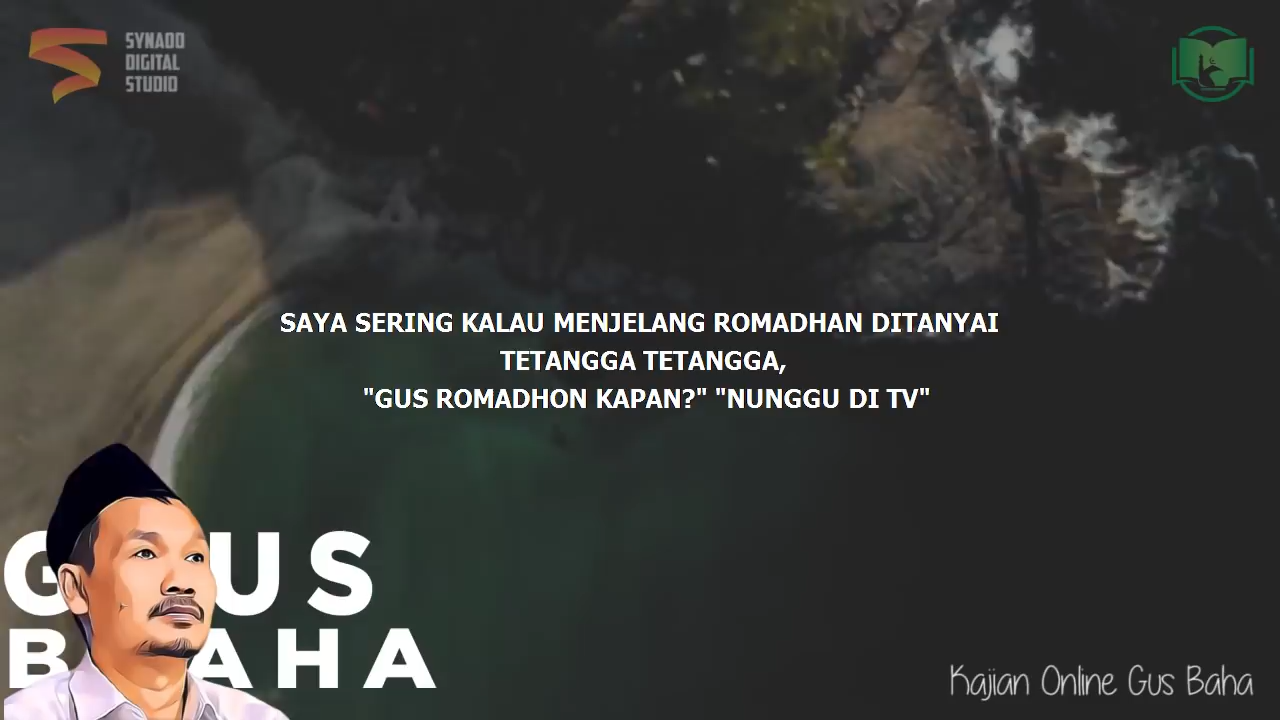 SYNADO
DIGITAL
STUDIO
SAYA SERING KALAU MENJELANG ROMADHAN DITANYAI
TETANGGA TETANGGA,
"GUS ROMADHON KAPAN?" "NUNGGU DI TV"
GUS
BAHA
Kajian Online Gus Baha